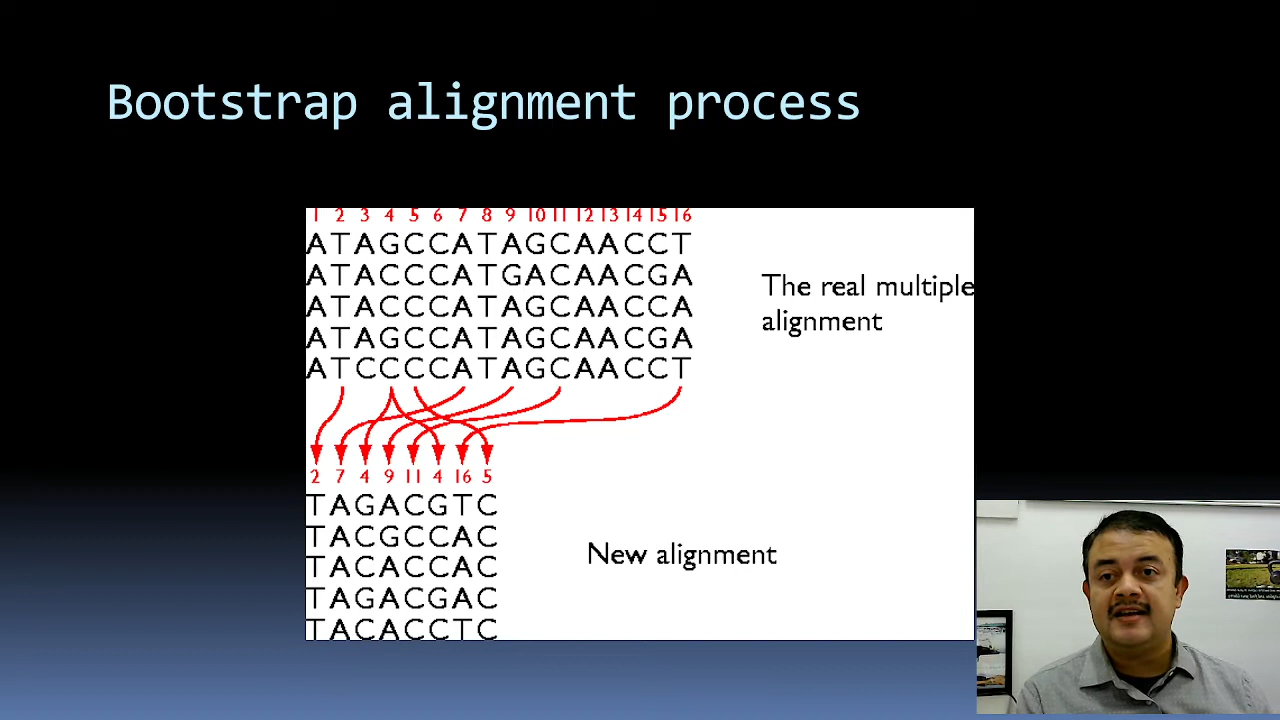 Bootstrap alignment process
1 2 3 4 5 6 7 8 9 10 11 12 13 14 15 16
ATAGCCATAGCAACCT
ATACCCATGACAACGA
ATACCCATAGCAACCA
ATAGCCATAGCAACGA
ATCCCCATAGCAACCT
The real multiple
alignment
2 7 4 9 11 4 16 5
TAGACGTC
TACGCCAC
TACACCAC
TAGACGAC
TACACCTC
New alignment